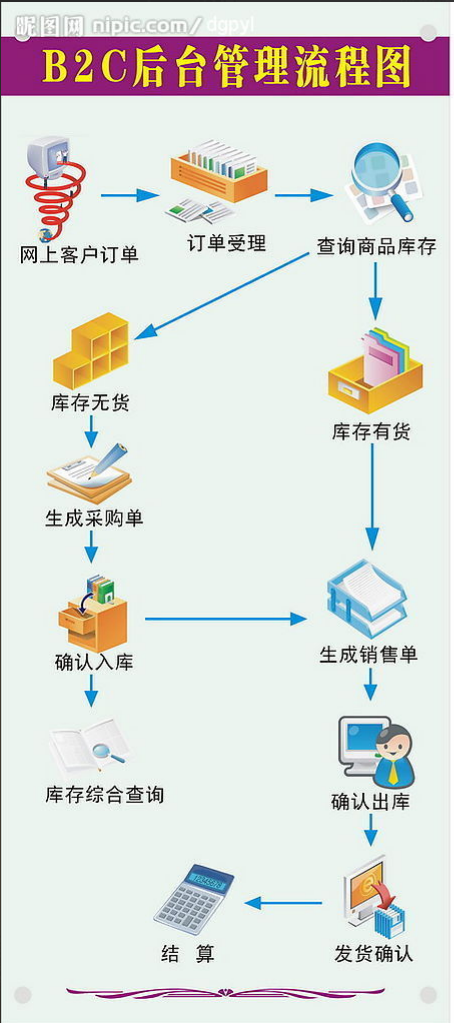 昵图网 nipic.com/dgpyl
B2C后台管理流程图
网上客户订单
订单受理
查询商品库存
库存无货
库存有货
生成采购单
确认入库
生成销售单
库存综合查询
确认出库
结 算
发货确认